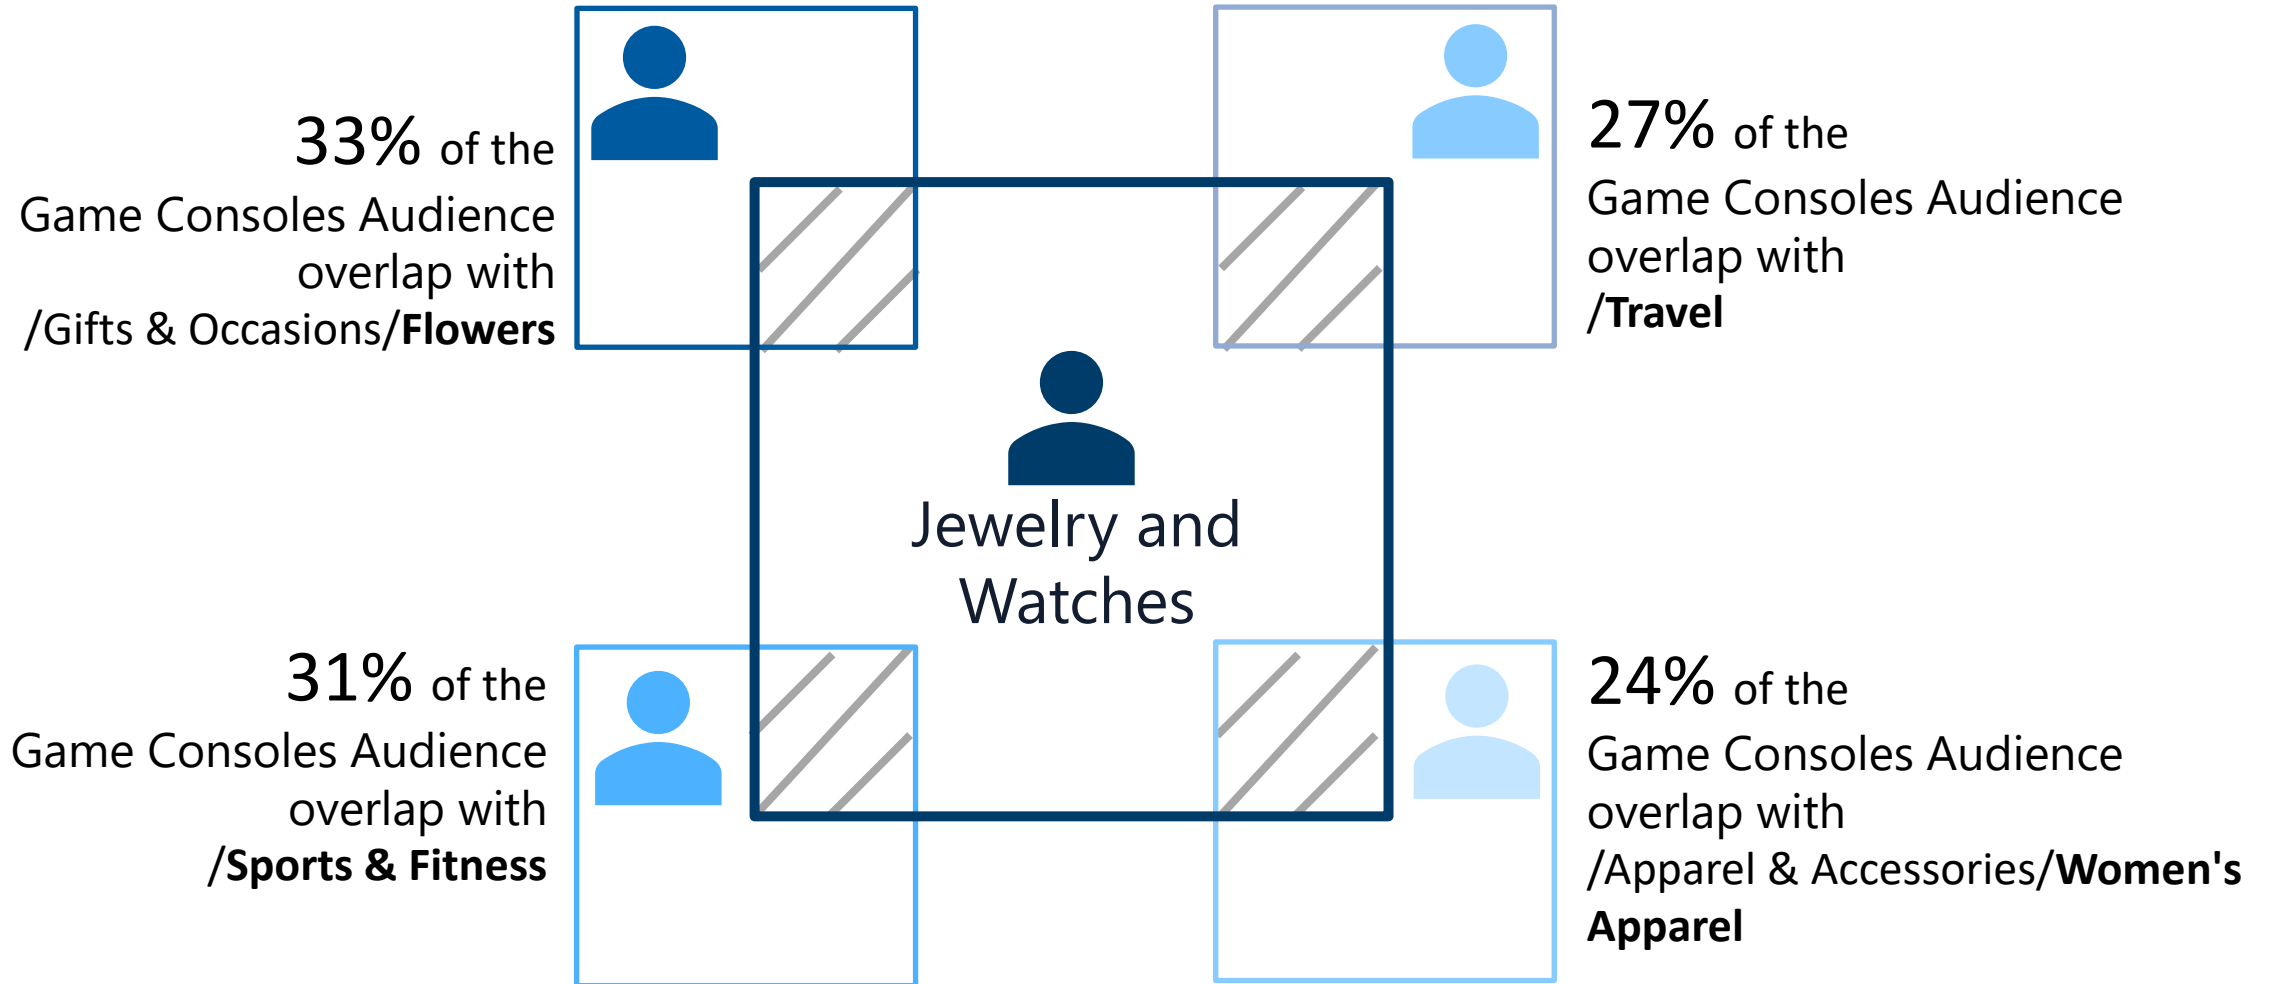 33% of the
Game Consoles Audience
overlap with
/Gifts & Occasions/Flowers
27% of the
Game Consoles Audience
overlap with
/Travel
Jewelry and
Watches
31% of the
Game Consoles Audience
overlap with
/Sports & Fitness
24% of the
Game Consoles Audience
overlap with
/Apparel & Accessories/Women's
Apparel